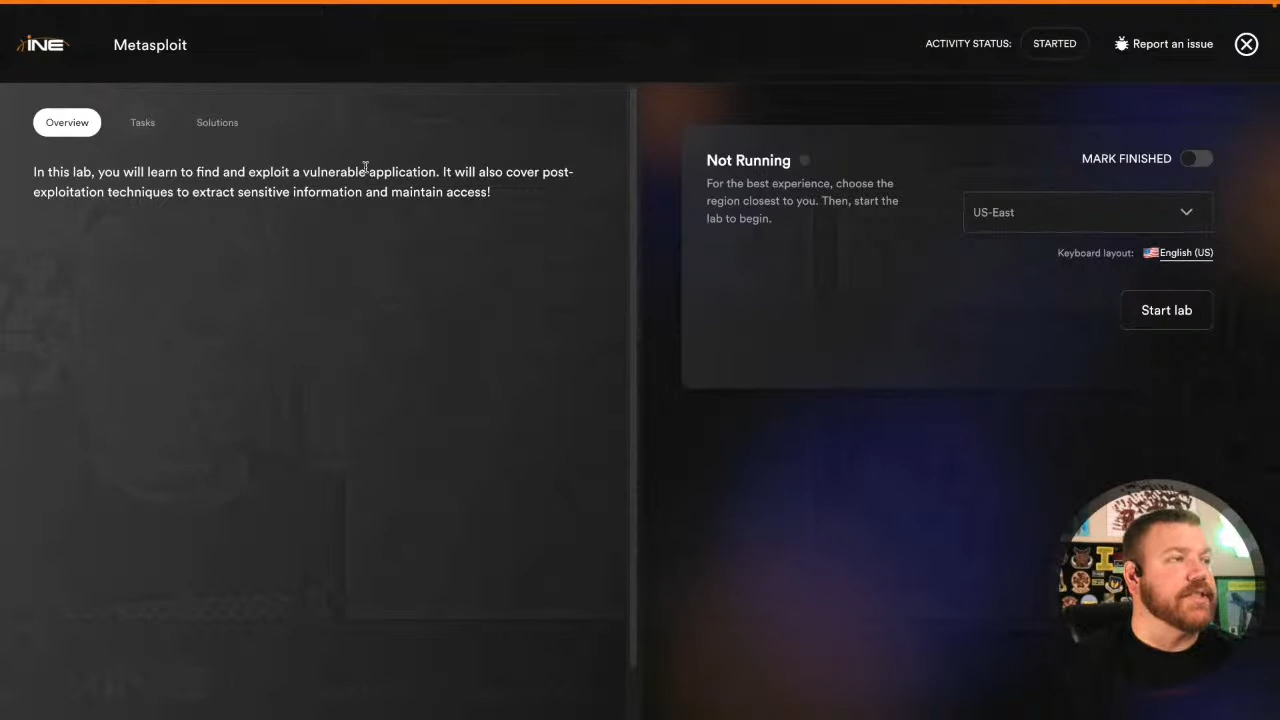 INE
Metasploit
ACTIVITY STATUS:
STARTED
Report an issue
Overview
Tasks
Solutions
In this lab, you will learn to find and exploit a vulnerable application. It will also cover post-
exploitation techniques to extract sensitive information and maintain access!
Not Running
MARK FINISHED
For the best experience, choose the
region closest to you. Then, start the
lab to begin.
US-East
Keyboard layout:
English (US)
Start lab